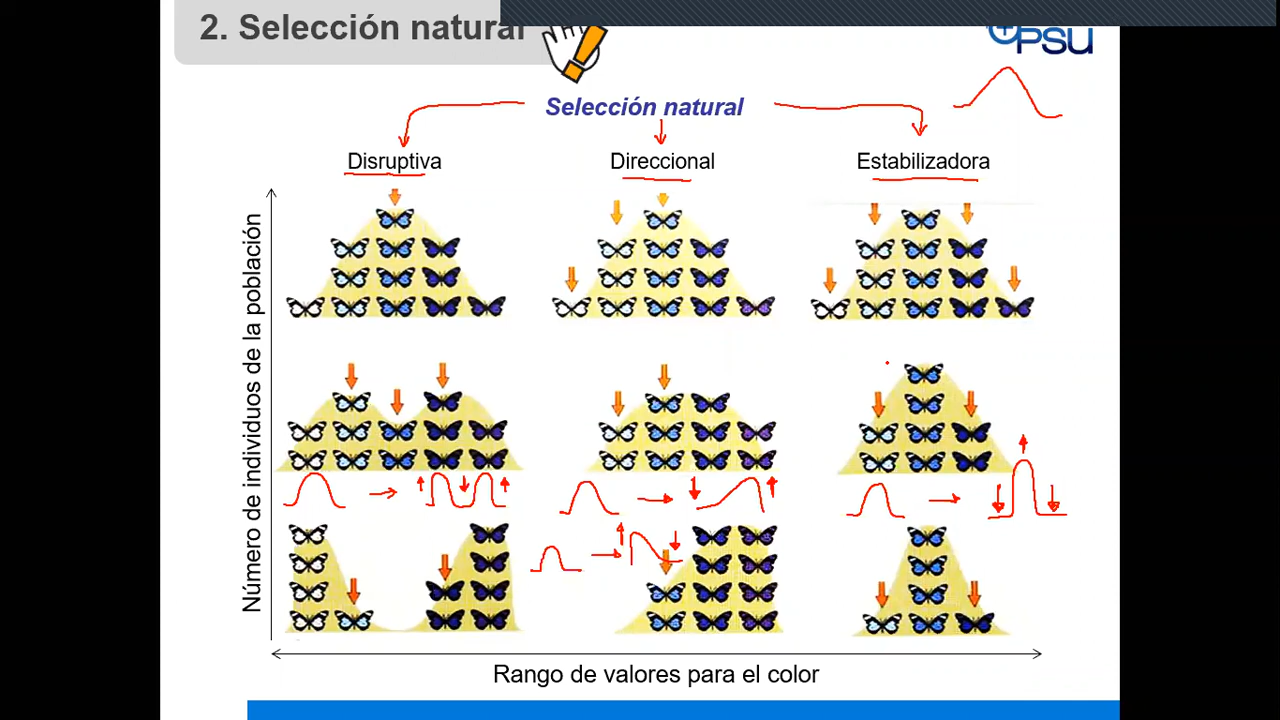 2. Selección natural
PSU
Selección natural
Disruptiva
Direccional
Estabilizadora
Número de individuos de la población
Rango de valores para el color